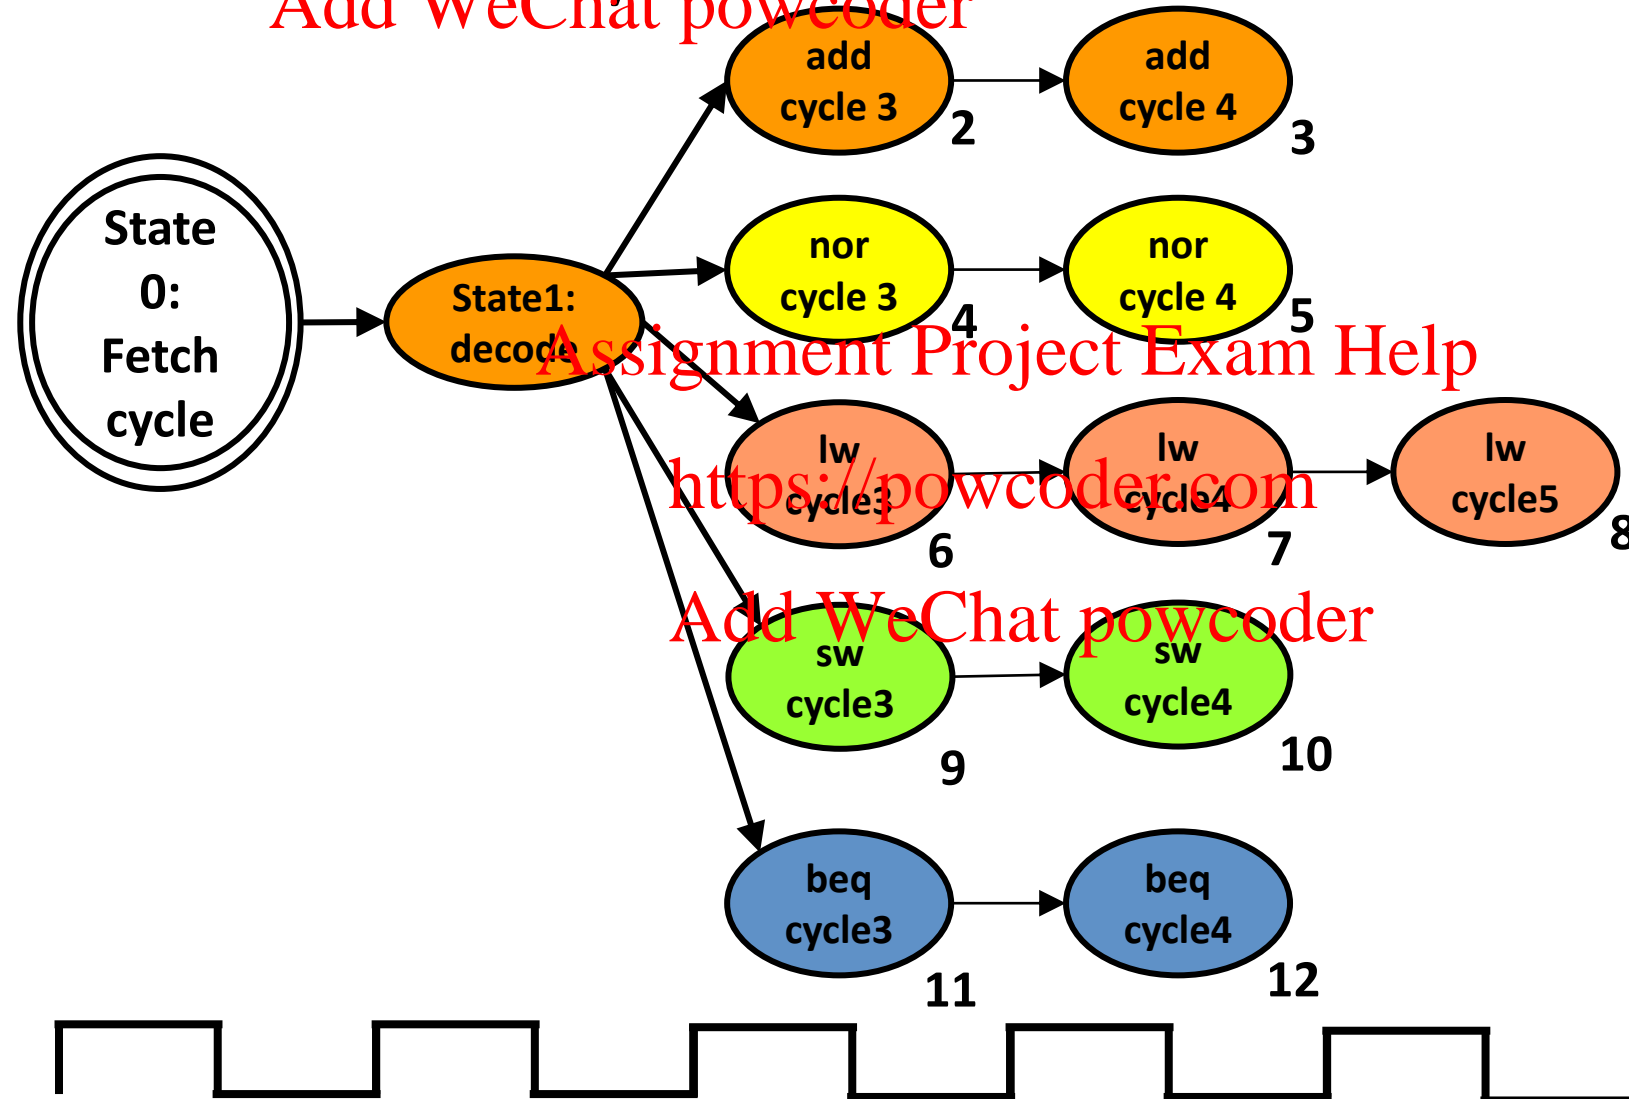 Add WeChat powcoder
add
cycle 3
2
add
cycle 4
3
State
0:
Fetch
cycle
State1:
decode
nor
cycle 3
4
nor
cycle 4
5
Assignment Project Exam Help
lw
cycle3
6
lw
cycle4
7
lw
cycle5
8
https://powcoder.com
Add WeChat powcoder
sw
cycle3
9
sw
cycle4
10
beq
cycle3
11
beq
cycle4
12